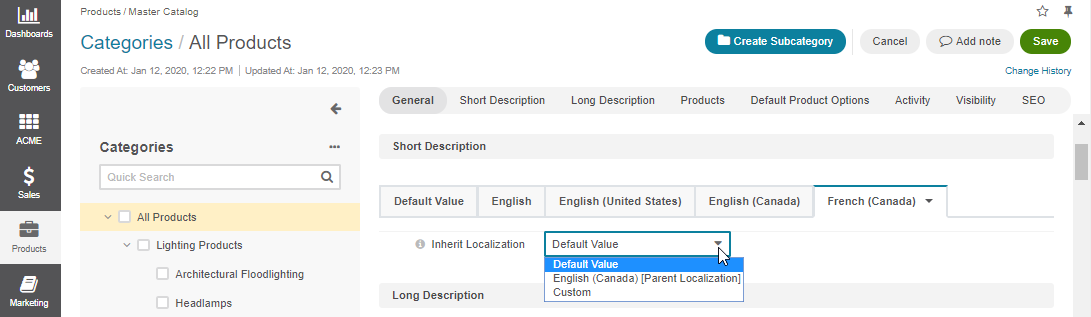 Products / Master Catalog
Dashboards
Categories / All Products
Create Subcategory
Cancel
Add note
Save
Created At: Jan 12, 2020, 12:22 PM | Updated At: Jan 12, 2020, 12:23 PM
Change History
Customers
General
Short Description
Long Description
Products
Default Product Options
Activity
Visibility
SEO
ACME
Categories
...
Short Description
Quick Search
Sales
Default Value
English
English (United States)
English (Canada)
French (Canada)
All Products
Products
Lighting Products
Inherit Localization
Default Value
Default Value
Architectural Floodlighting
English (Canada) [Parent Localization]
Custom
Long Description
Headlamps
Marketing